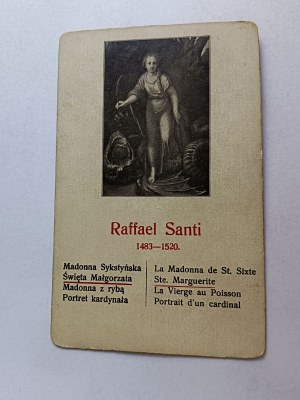 Raffael Santi
1483—1520.
Madonna Sykstyńska
Święta Małgorzata
Madonna z rybą
Portret kardynała
La Madonna de St. Sixte
Ste. Marguerite
La Vierge au Poisson
Portrait d'un cardinal